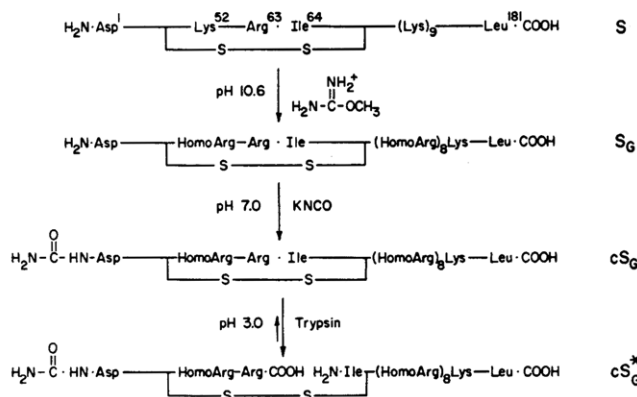 H₂N·Asp¹—Lys⁵²—Arg⁶³·Ile⁶⁴—(Lys)₉—Leu¹⁸¹·COOH S
S—S
pH 10.6 NH₂⁺
H₂N—C—OCH₃
H₂N·Asp—HomoArg—Arg·Ile—(HomoArg)₈Lys—Leu·COOH S_G
S—S
pH 7.0 KNCO
O
H₂N—C—HN·Asp—HomoArg—Arg·Ile—(HomoArg)₈Lys—Leu·COOH cS_G
S—S
pH 3.0 Trypsin
O
H₂N—C·HN·Asp—HomoArg—Arg·COOH H₂N·Ile—(HomoArg)₈Lys—Leu·COOH cS_G*
S—S